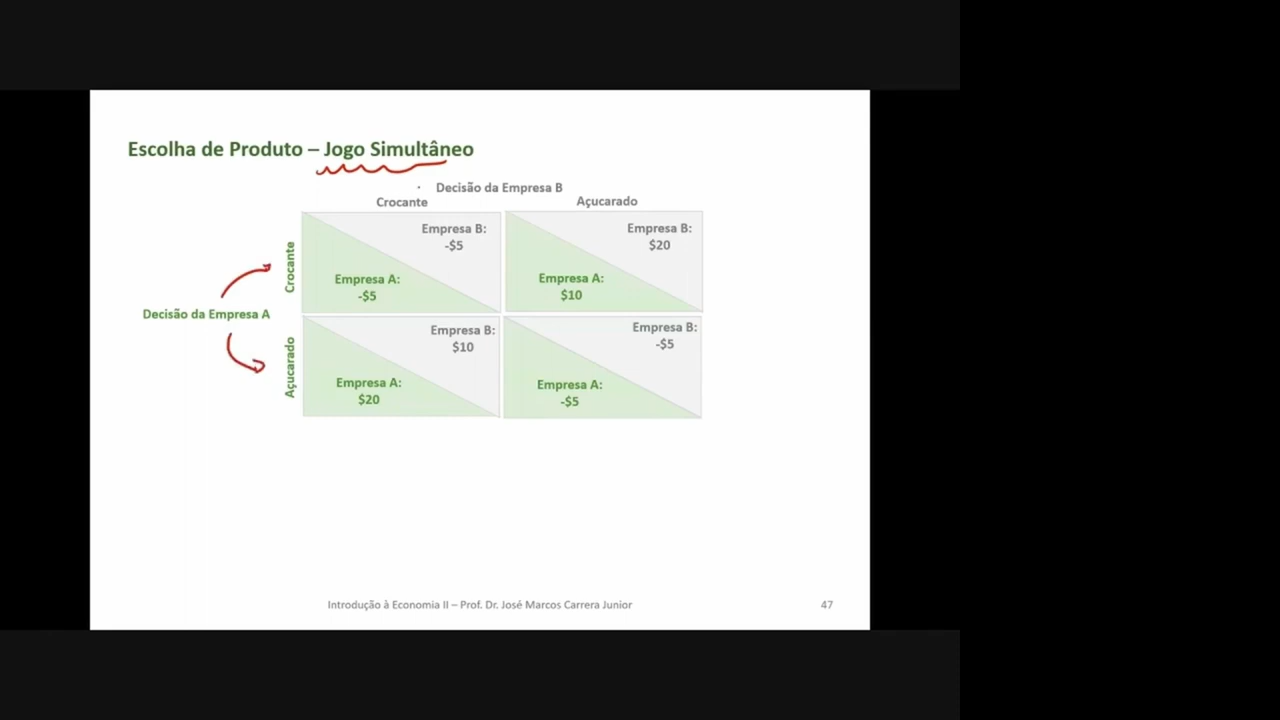 Escolha de Produto – Jogo Simultâneo
Decisão da Empresa B
Crocante Açucarado
Crocante
Empresa B:
-$5
Empresa A:
-$5
Empresa B:
$20
Empresa A:
$10
Decisão da Empresa A
Açucarado
Empresa B:
$10
Empresa A:
$20
Empresa B:
-$5
Empresa A:
-$5
Introdução à Economia II – Prof. Dr. José Marcos Carrera Junior 47